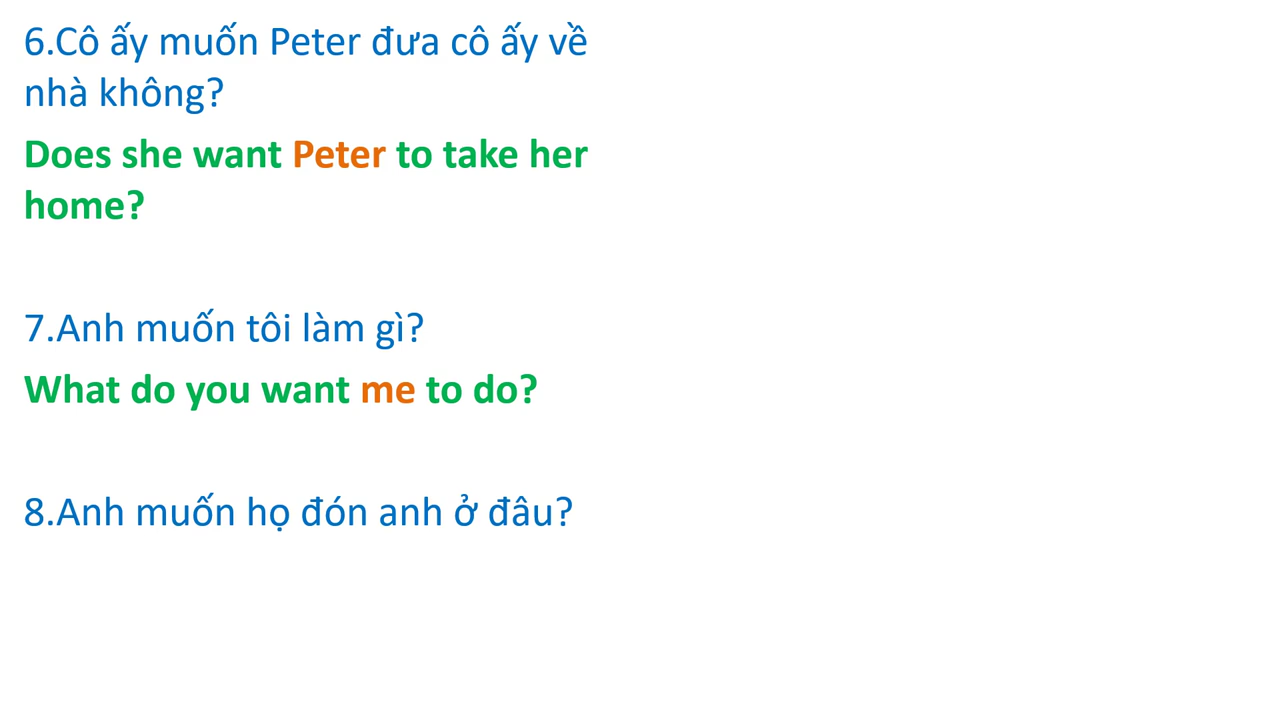 6.Cô ấy muốn Peter đưa cô ấy về
nhà không?
Does she want Peter to take her
home?
7.Anh muốn tôi làm gì?
What do you want me to do?
8.Anh muốn họ đón anh ở đâu?